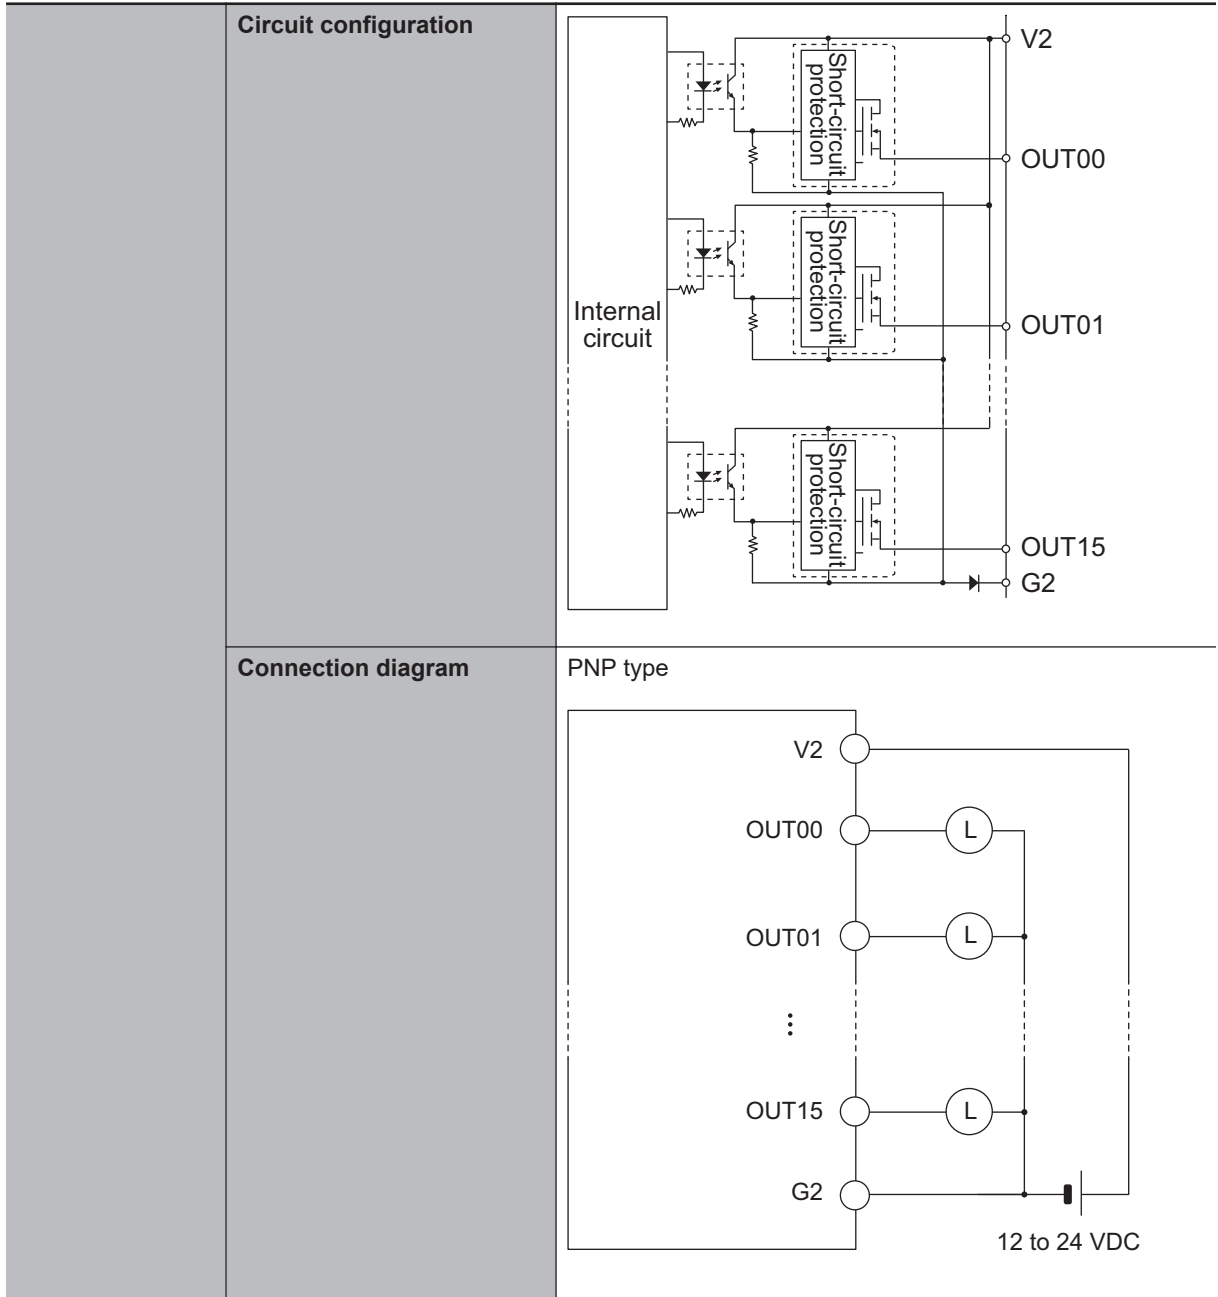 Circuit configuration
Internal
circuit
Short-circuit
protection
V2
OUT00
Short-circuit
protection
OUT01
Short-circuit
protection
OUT15
G2
Connection diagram
PNP type
V2
OUT00
L
OUT01
L
⋮
OUT15
L
G2
12 to 24 VDC